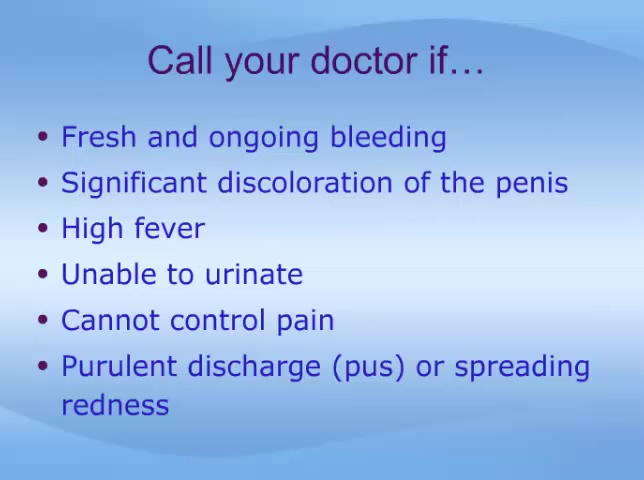 Call your doctor if…
• Fresh and ongoing bleeding
• Significant discoloration of the penis
• High fever
• Unable to urinate
• Cannot control pain
• Purulent discharge (pus) or spreading
redness